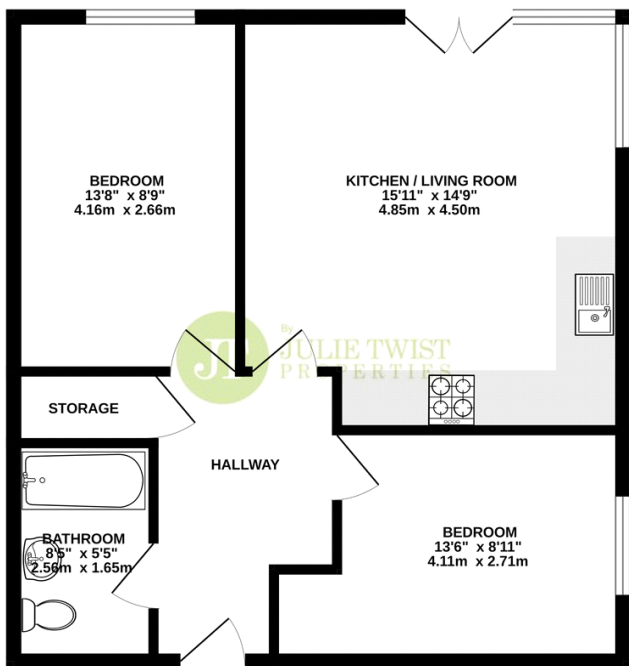 BEDROOM
13'8" x 8'9"
4.16m x 2.66m
KITCHEN / LIVING ROOM
15'11" x 14'9"
4.85m x 4.50m
JT
By
JULIE TWIST
PROPERTIES
STORAGE
HALLWAY
BATHROOM
8'5" x 5'5"
2.56m x 1.65m
BEDROOM
13'6" x 8'11"
4.11m x 2.71m